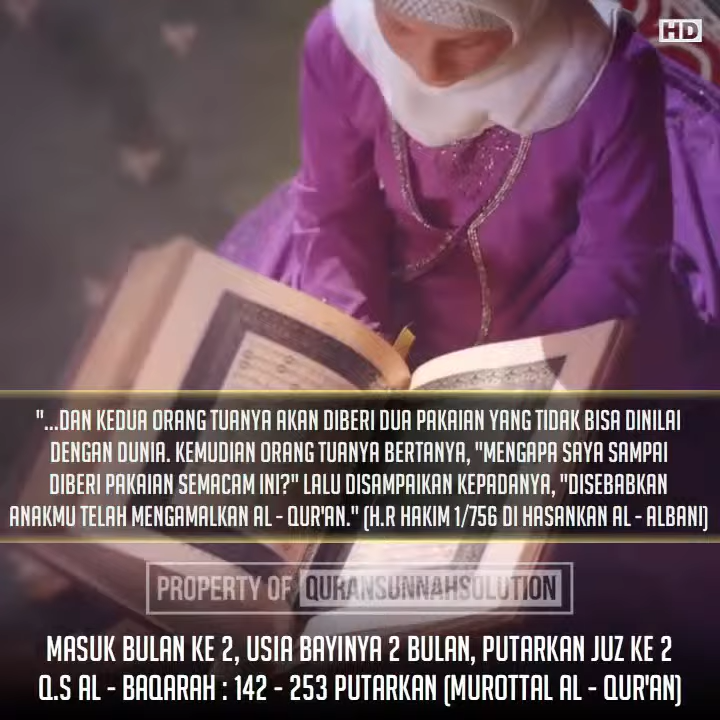 HD
"...DAN KEDUA ORANG TUANYA AKAN DIBERI DUA PAKAIAN YANG TIDAK BISA DINILAI
DENGAN DUNIA. KEMUDIAN ORANG TUANYA BERTANYA, "MENGAPA SAYA SAMPAI
DIBERI PAKAIAN SEMACAM INI?" LALU DISAMPAIKAN KEPADANYA, "DISEBABKAN
ANAKMU TELAH MENGAMALKAN AL - QUR'AN." (H.R HAKIM 1/756 DI HASANKAN AL - ALBANI)
PROPERTY OF QURANSUNNAHSOLUTION
MASUK BULAN KE 2, USIA BAYINYA 2 BULAN, PUTARKAN JUZ KE 2
Q.S AL - BAQARAH : 142 - 253 PUTARKAN (MUROTTAL AL - QUR'AN)